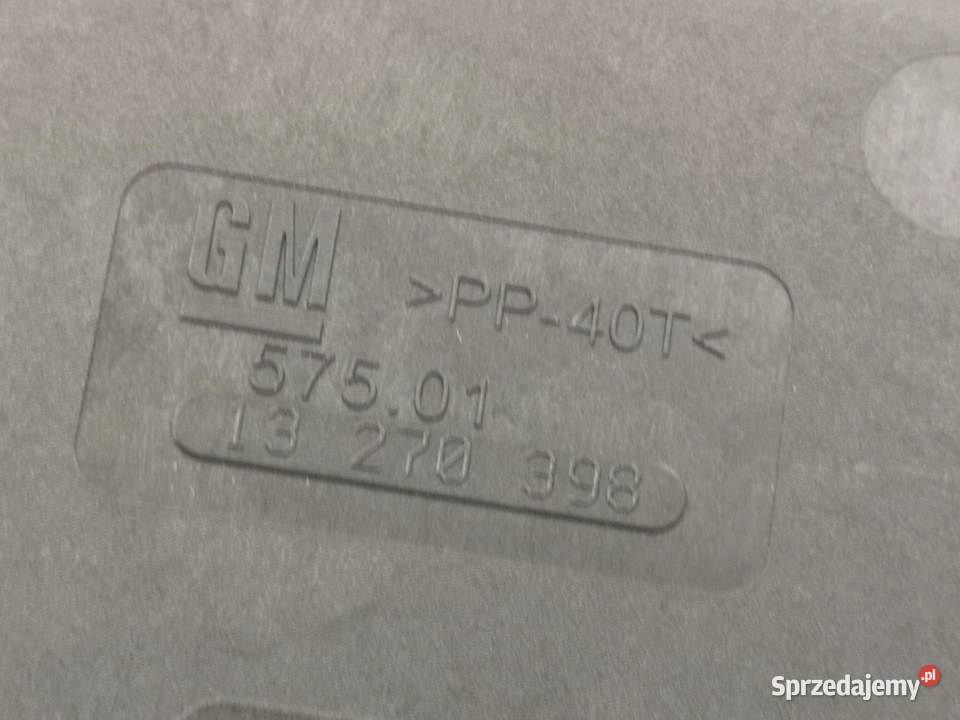 GM >PP-40T<
575.01
13 270 398
Sprzedajemy.pl